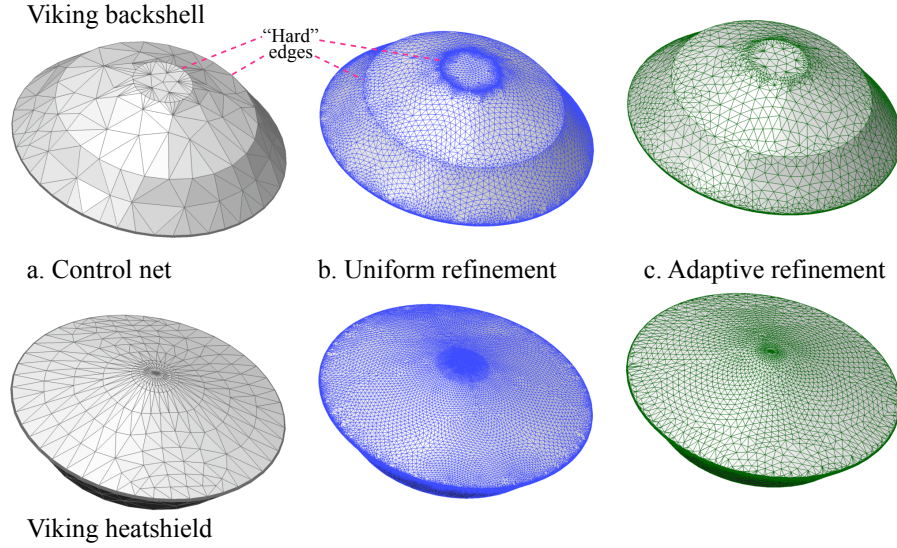 Viking backshell
“Hard”
edges
a. Control net
b. Uniform refinement
c. Adaptive refinement
Viking heatshield